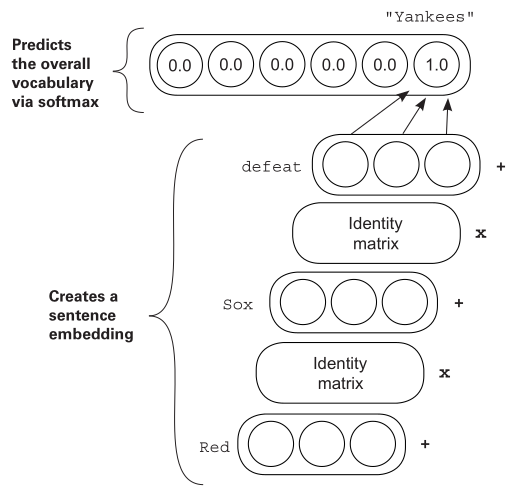 "Yankees"
Predicts
the overall
vocabulary
via softmax
0.0 0.0 0.0 0.0 0.0 1.0
defeat +
Identity
matrix
x
Creates a
sentence
embedding
Sox +
Identity
matrix
x
Red +